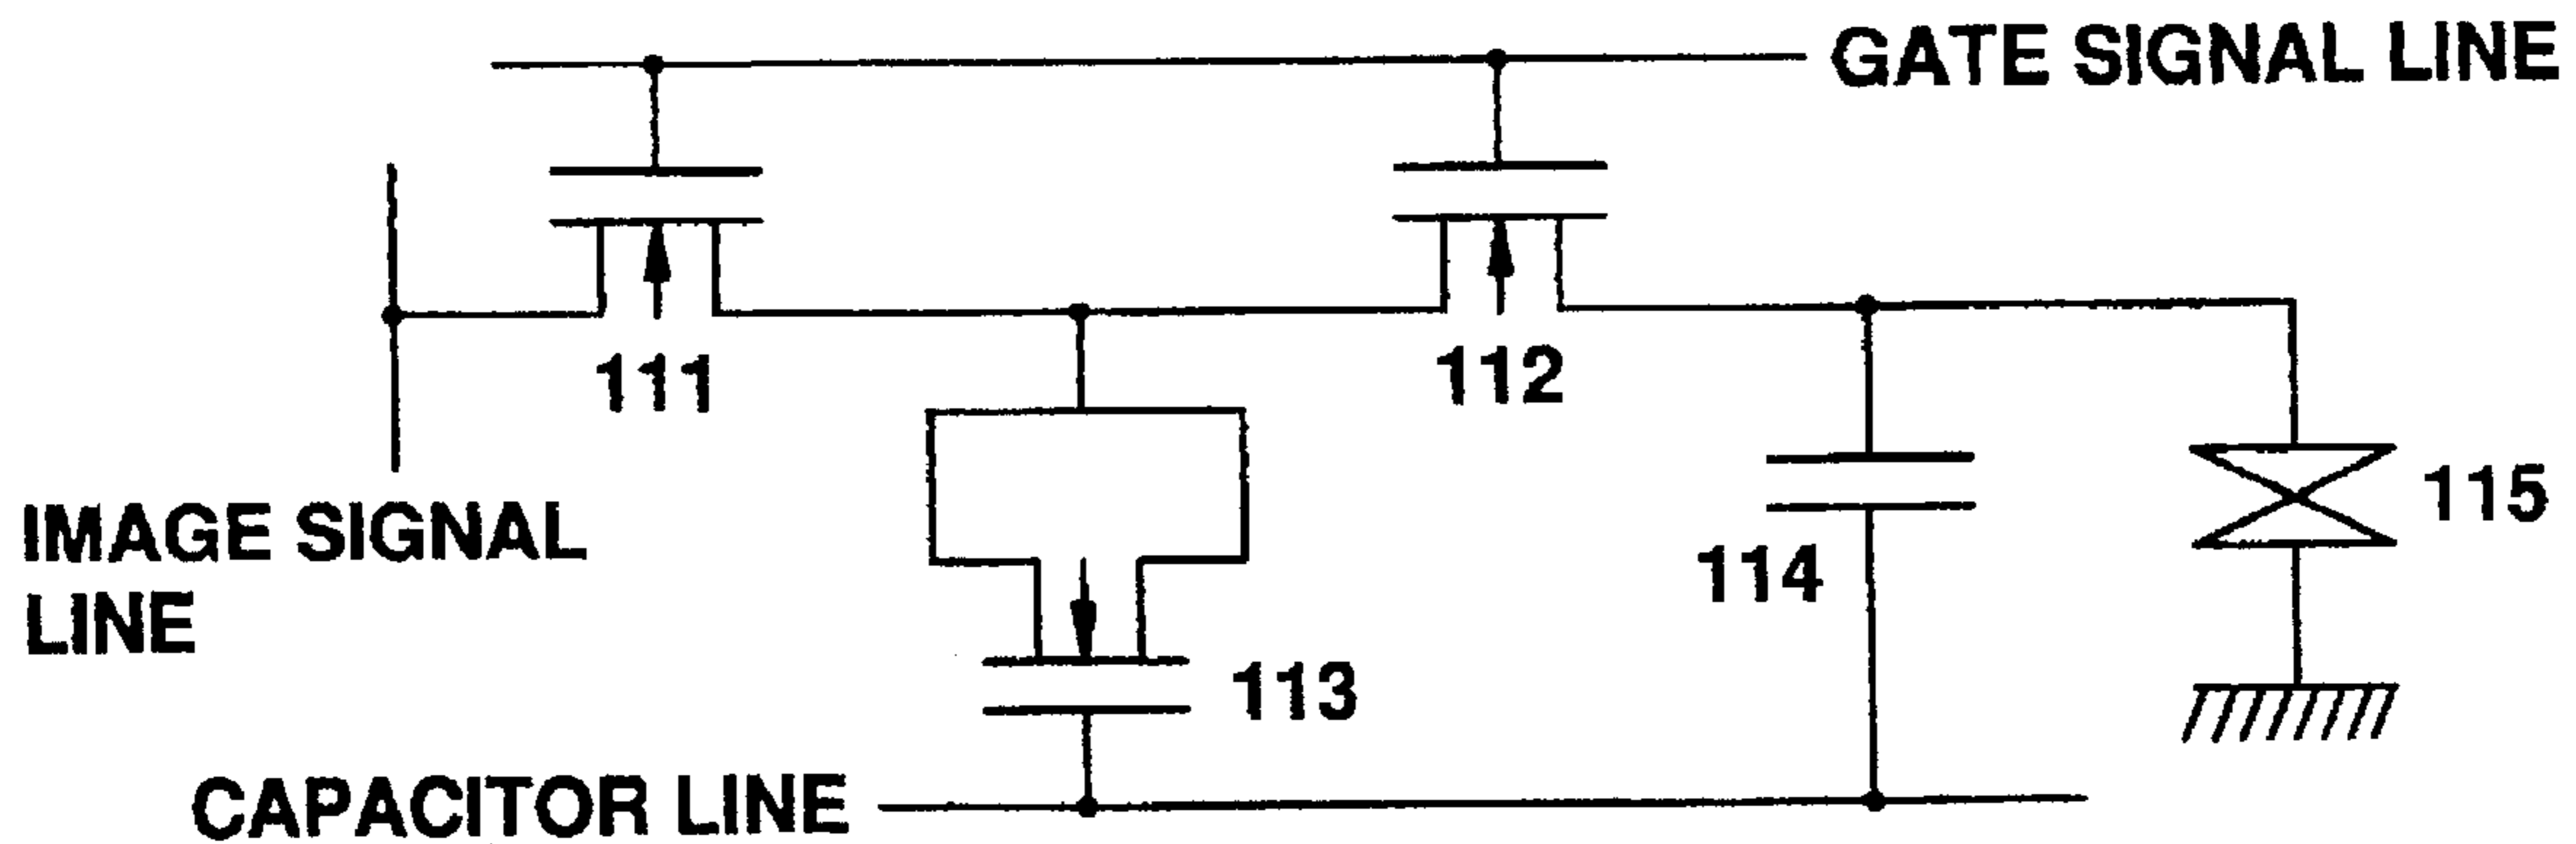 GATE SIGNAL LINE
111
112
IMAGE SIGNAL
LINE
113
114
115
CAPACITOR LINE